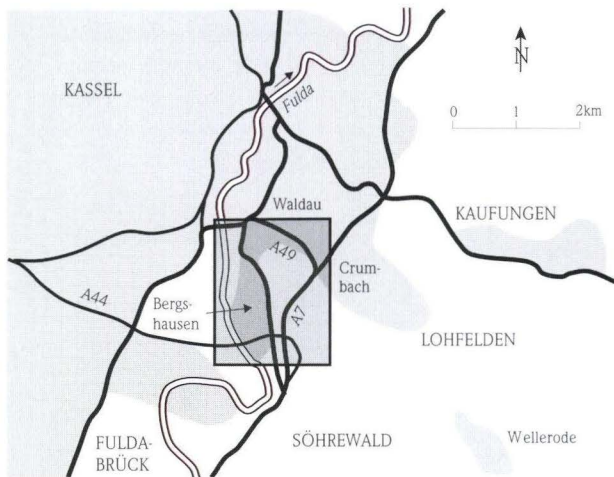 N
KASSEL
Fulda
0 1 2km
Waldau
KAUFUNGEN
A49
Crum-
bach
A44
Bergs-
hausen
A7
LOHFELDEN
FULDA-
BRÜCK
SÖHREWALD
Wellerode